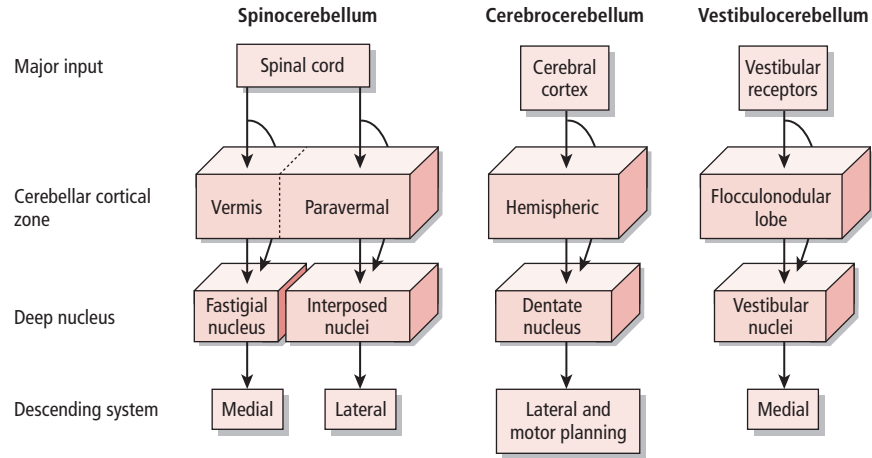 Spinocerebellum
Cerebrocerebellum
Vestibulocerebellum
Major input
Spinal cord
Cerebral
cortex
Vestibular
receptors
Cerebellar cortical
zone
Vermis
Paravermal
Hemispheric
Flocculonodular
lobe
Deep nucleus
Fastigial
nucleus
Interposed
nuclei
Dentate
nucleus
Vestibular
nuclei
Descending system
Medial
Lateral
Lateral and
motor planning
Medial